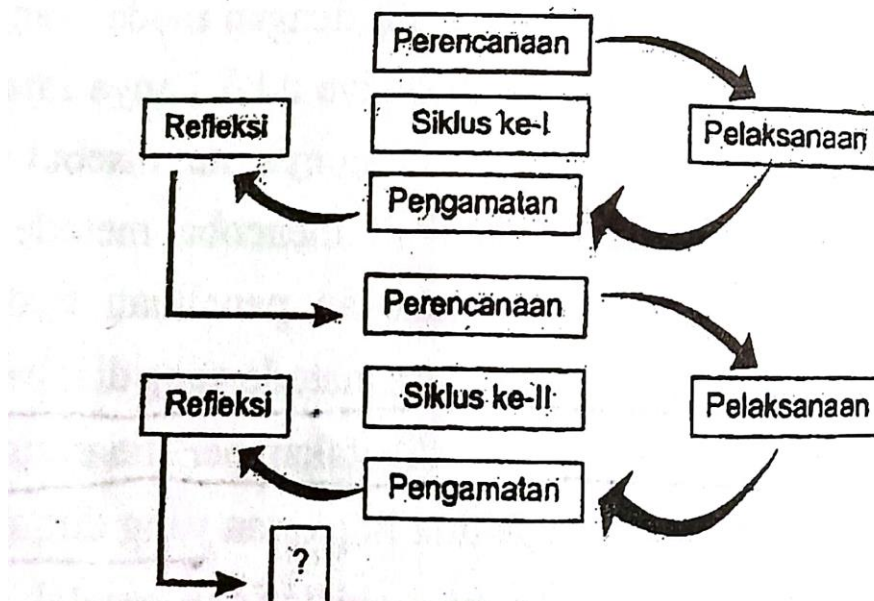 Perencanaan
Refleksi
Siklus ke-I
Pelaksanaan
Pengamatan
Perencanaan
Refleksi
Siklus ke-II
Pelaksanaan
Pengamatan
?